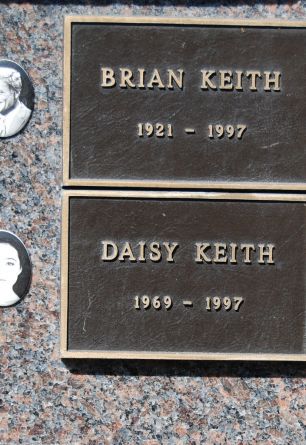 BRIAN KEITH
1921 - 1997
DAISY KEITH
1969 - 1997